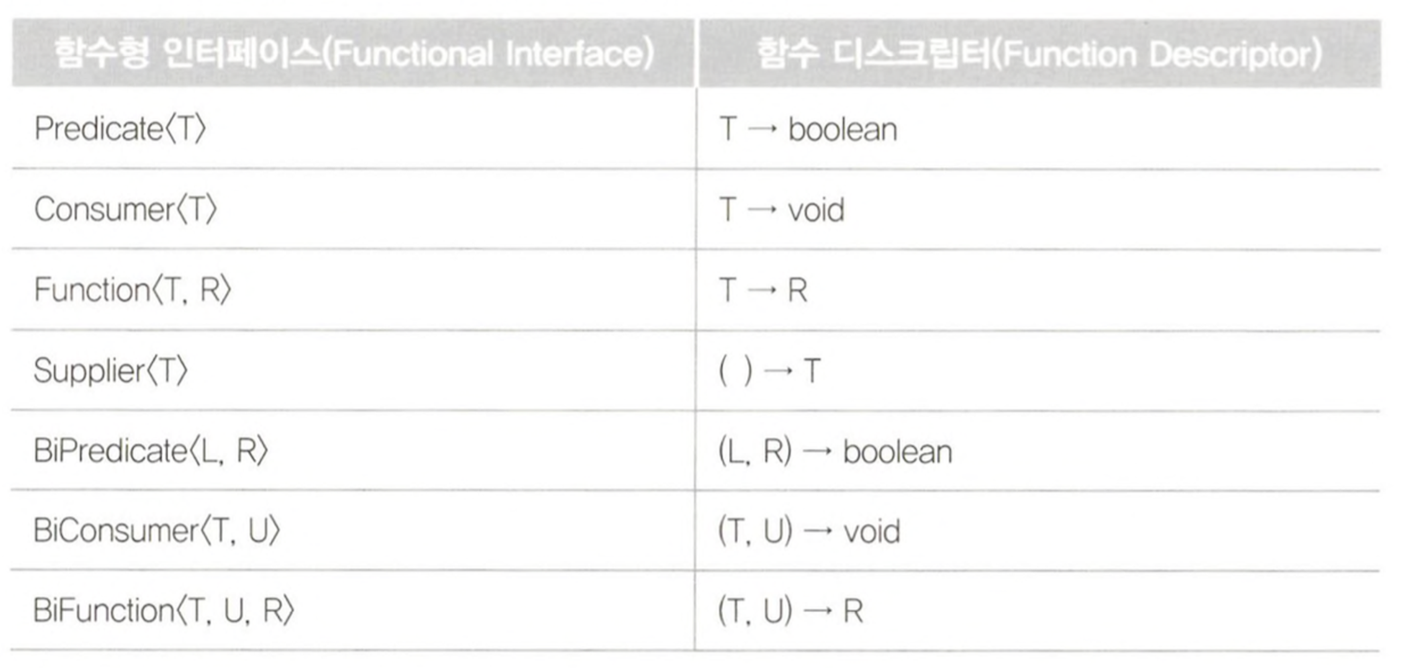 함수형 인터페이스(Functional Interface) 함수 디스크립터(Function Descriptor)
Predicate〈T〉 T → boolean
Consumer〈T〉 T → void
Function〈T, R〉 T → R
Supplier〈T〉 ( ) → T
BiPredicate〈L, R〉 (L, R) → boolean
BiConsumer〈T, U〉 (T, U) → void
BiFunction〈T, U, R〉 (T, U) → R